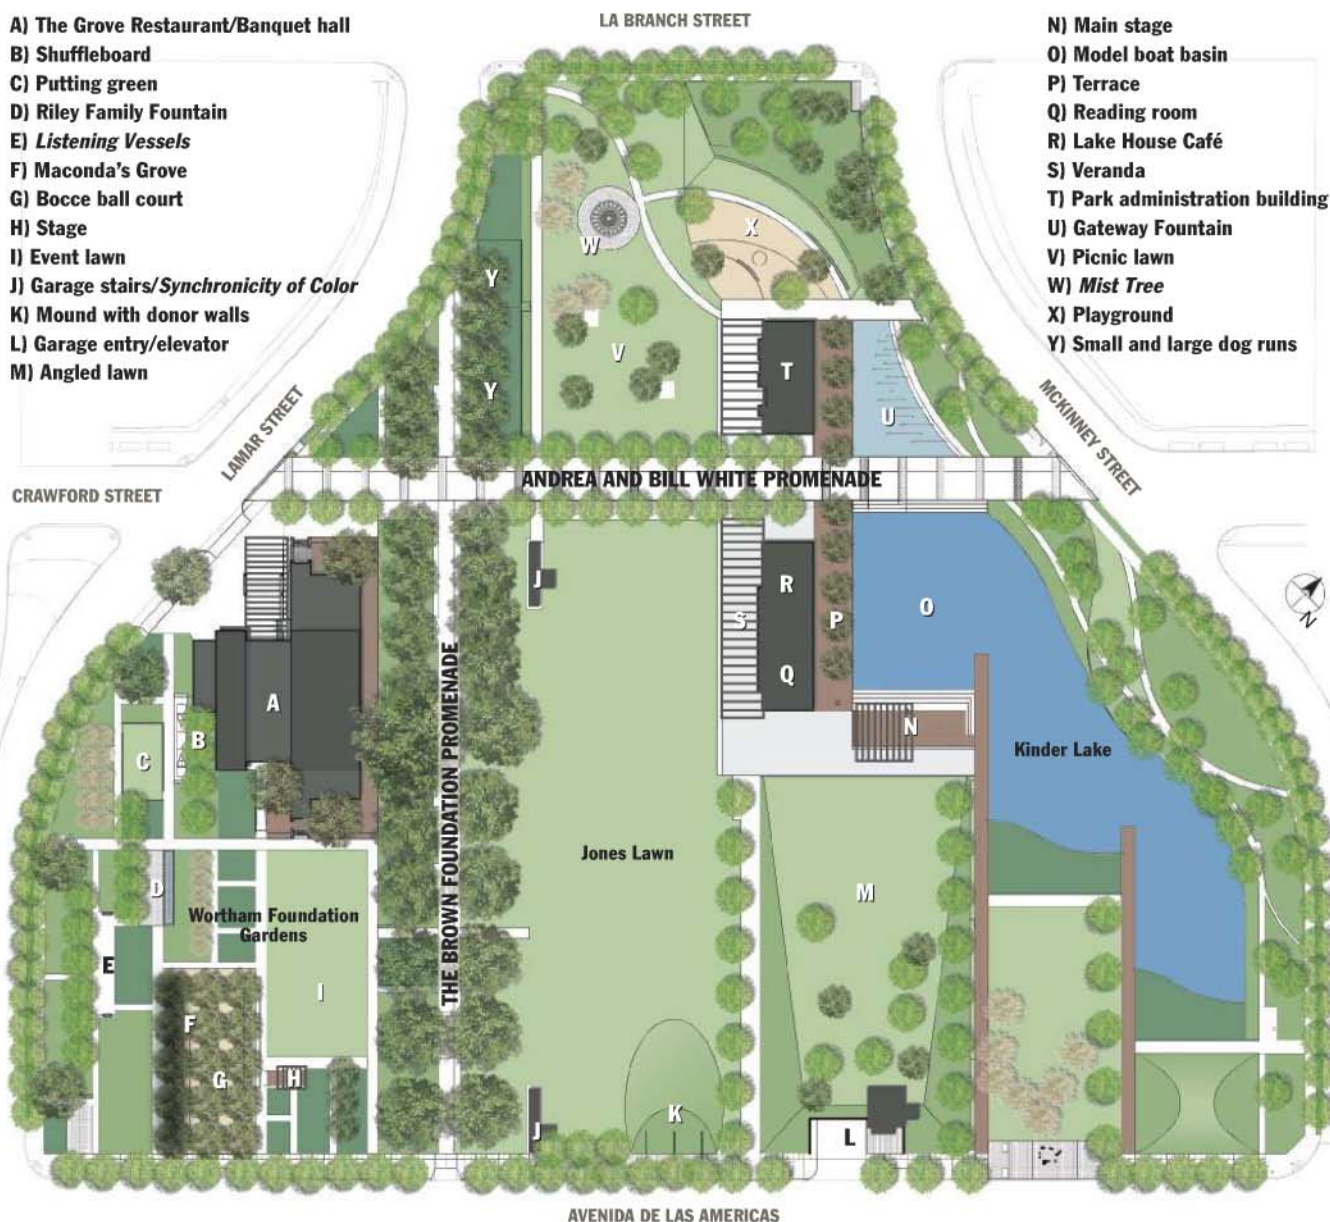 A) The Grove Restaurant/Banquet hall
B) Shuffleboard
C) Putting green
D) Riley Family Fountain
E) Listening Vessels
F) Maconda's Grove
G) Bocce ball court
H) Stage
I) Event lawn
J) Garage stairs/Synchronicity of Color
K) Mound with donor walls
L) Garage entry/elevator
M) Angled lawn
LA BRANCH STREET
N) Main stage
O) Model boat basin
P) Terrace
Q) Reading room
R) Lake House Café
S) Veranda
T) Park administration building
U) Gateway Fountain
V) Picnic lawn
W) Mist Tree
X) Playground
Y) Small and large dog runs
W
X
Y
V
T
Y
U
LAMAR STREET
MCKINNEY STREET
CRAWFORD STREET
ANDREA AND BILL WHITE PROMENADE
J
R
O
S
P
N
A
Q
B
C
N
Kinder Lake
THE BROWN FOUNDATION PROMENADE
Jones Lawn
D
M
Wortham Foundation
Gardens
E
I
F
G
H
K
J
L
AVENIDA DE LAS AMERICAS